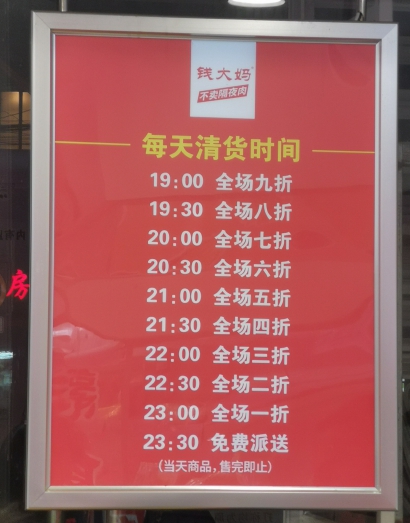 钱大妈
不卖隔夜肉
每天清货时间
19:00 全场九折
19:30 全场八折
20:00 全场七折
20:30 全场六折
21:00 全场五折
21:30 全场四折
22:00 全场三折
22:30 全场二折
23:00 全场一折
23:30 免费派送
(当天商品,售完即止)
房